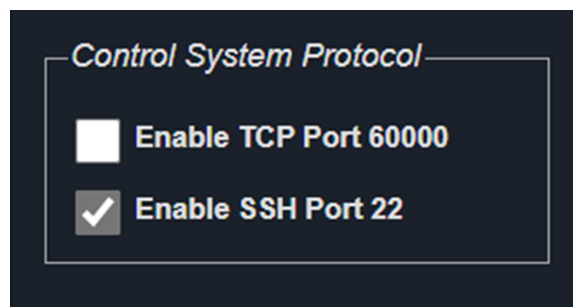 Control System Protocol
Enable TCP Port 60000
Enable SSH Port 22